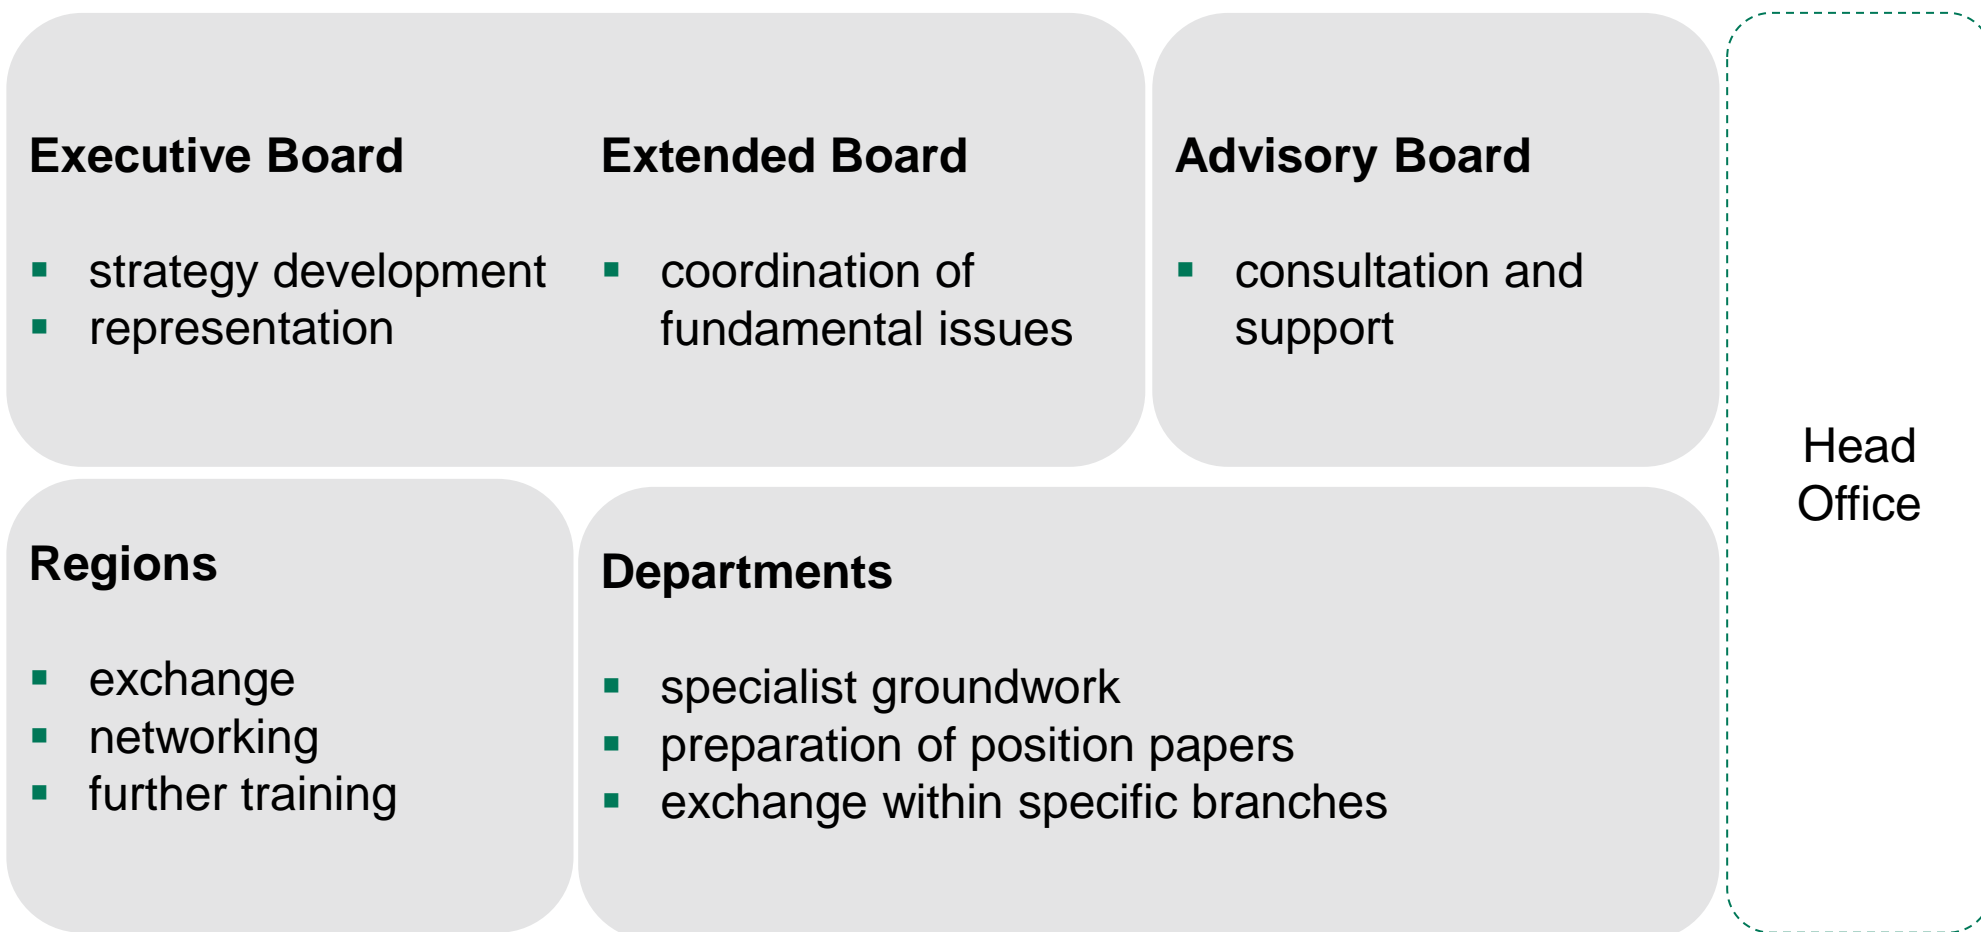 Executive Board
▪ strategy development
▪ representation
Extended Board
▪ coordination of
fundamental issues
Advisory Board
▪ consultation and
support
Head
Office
Regions
▪ exchange
▪ networking
▪ further training
Departments
▪ specialist groundwork
▪ preparation of position papers
▪ exchange within specific branches